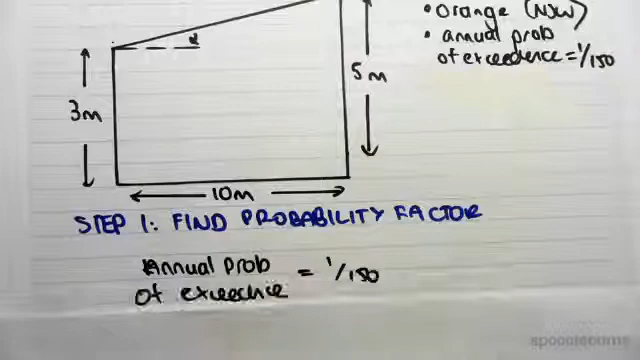 • Orange (NSW)
• annual prob
of exceedence = 1/150
α
3m
5m
10m
STEP 1: FIND PROBABILITY FACTOR
Annual prob
of exceedence = 1/150